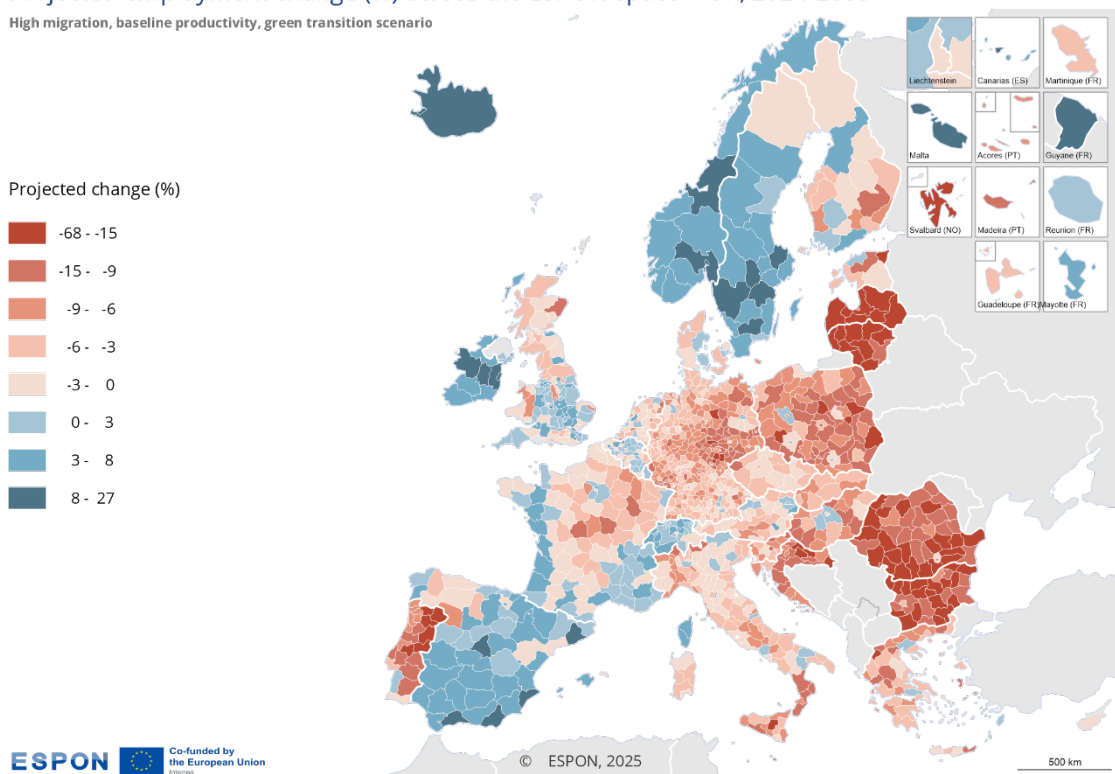 High migration, baseline productivity, green transition scenario
Liechtenstein
Canarias (ES)
Martinique (FR)
Malta
Acores (PT)
Guyane (FR)
Svalbard (NO)
Madeira (PT)
Reunion (FR)
Guadeloupe (FR)
Mayotte (FR)
Projected change (%)
-68 - -15
-15 - -9
-9 - -6
-6 - -3
-3 - 0
0 - 3
3 - 8
8 - 27
ESPON
Co-funded by
the European Union
Interreg
© ESPON, 2025
500 km